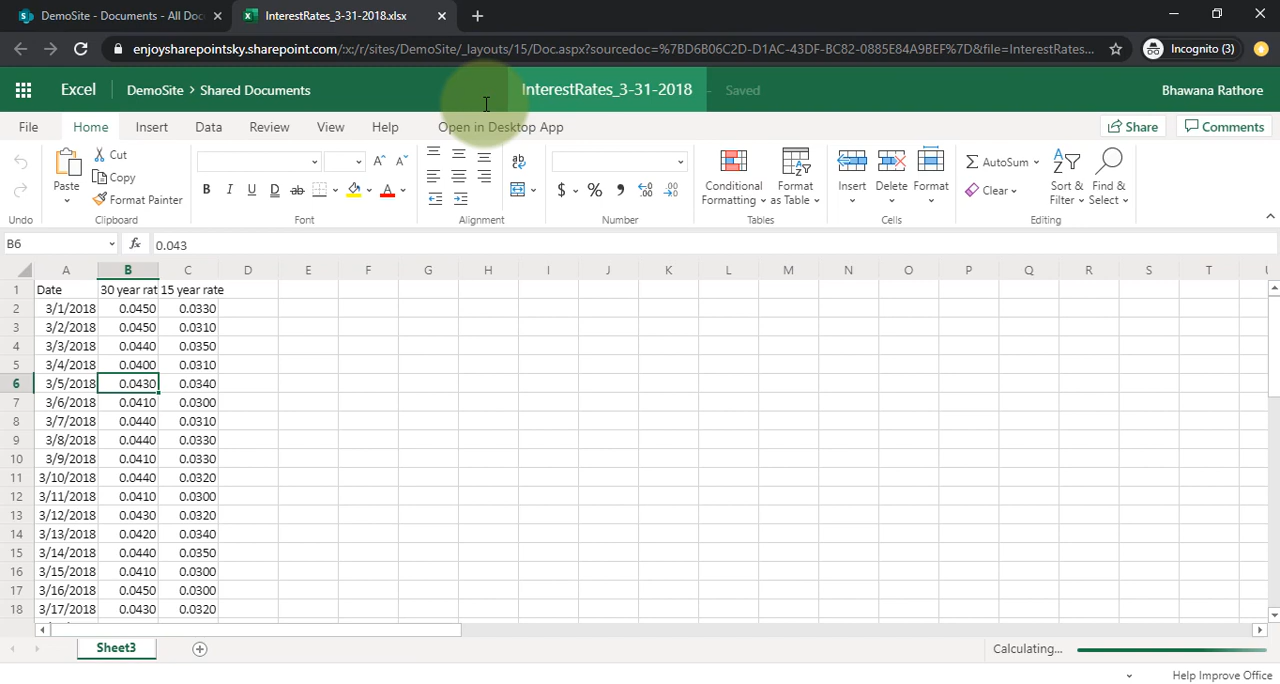 DemoSite - Documents - All Doc
InterestRates_3-31-2018.xlsx
enjoysharepointsky.sharepoint.com/:x:/r/sites/DemoSite/_layouts/15/Doc.aspx?sourcedoc=%7BD6B06C2D-D1AC-43DF-BC82-0885E84A9BEF%7D&file=InterestRates...
Incognito (3)
Excel DemoSite > Shared Documents InterestRates_3-31-2018 - Saved Bhawana Rathore
File Home Insert Data Review View Help Open in Desktop App Share Comments
Paste Cut
Copy
Format Painter
Undo Clipboard
B I U D ab
Font
ab
Alignment
$ % , .00
Number
Conditional Formatting
Format as Table
Tables
Insert Delete Format
Cells
AutoSum
Clear
Sort & Filter
Find & Select
Editing
B6 fx 0.043
A B C D E F G H I J K L M N O P Q R S T
1 Date 30 year rat 15 year rate
2 3/1/2018 0.0450 0.0330
3 3/2/2018 0.0450 0.0310
4 3/3/2018 0.0440 0.0350
5 3/4/2018 0.0400 0.0310
6 3/5/2018 0.0430 0.0340
7 3/6/2018 0.0410 0.0300
8 3/7/2018 0.0440 0.0310
9 3/8/2018 0.0440 0.0330
10 3/9/2018 0.0410 0.0330
11 3/10/2018 0.0440 0.0320
12 3/11/2018 0.0410 0.0300
13 3/12/2018 0.0430 0.0320
14 3/13/2018 0.0420 0.0340
15 3/14/2018 0.0440 0.0350
16 3/15/2018 0.0410 0.0300
17 3/16/2018 0.0450 0.0300
18 3/17/2018 0.0430 0.0320
Sheet3
Calculating...
Help Improve Office